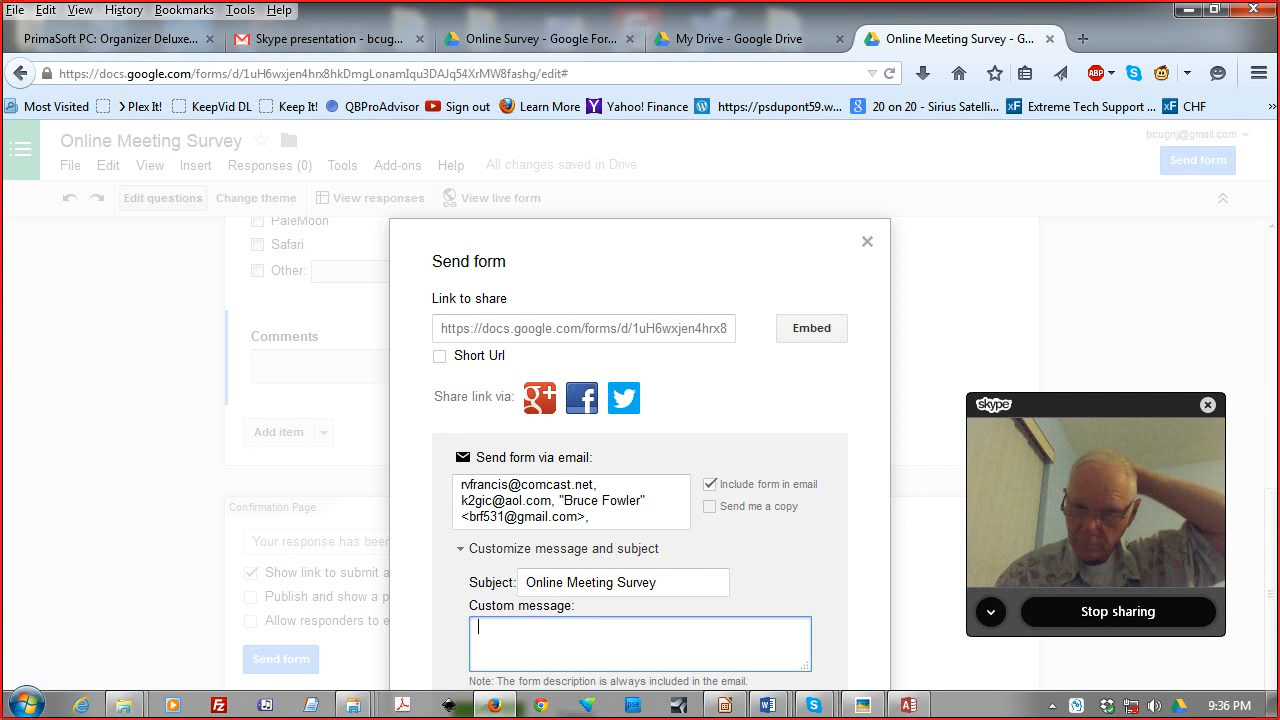 File Edit View History Bookmarks Tools Help
PrimaSoft PC: Organizer Deluxe... Skype presentation - bcug... Online Survey - Google For... My Drive - Google Drive Online Meeting Survey - G...
https://docs.google.com/forms/d/1uH6wxjen4hrx8hkDmgLonamIqu3DAJq54XrMW8fashg/edit#
ABP
Most Visited Plex It! KeepVid DL Keep It! QBProAdvisor Sign out Learn More Yahoo! Finance https://psdupont59.w... 20 on 20 - Sirius Satelli... Extreme Tech Support ... CHF
Online Meeting Survey
bcugnj@gmail.com
File Edit View Insert Responses (0) Tools Add-ons Help All changes saved in Drive
Send form
Edit questions Change theme View responses View live form
PaleMoon
Safari
Other:
Comments
Add item
Confirmation Page
Your response has been
Show link to submit a
Publish and show a p
Allow responders to e
Send form
Send form
Link to share
https://docs.google.com/forms/d/1uH6wxjen4hrx8
Embed
Short Url
Share link via:
Send form via email:
rvfrancis@comcast.net,
k2gic@aol.com, "Bruce Fowler"
<brf531@gmail.com>,
Include form in email
Send me a copy
Customize message and subject
Subject: Online Meeting Survey
Custom message:
Note: The form description is always included in the email.
skype
Stop sharing
9:36 PM